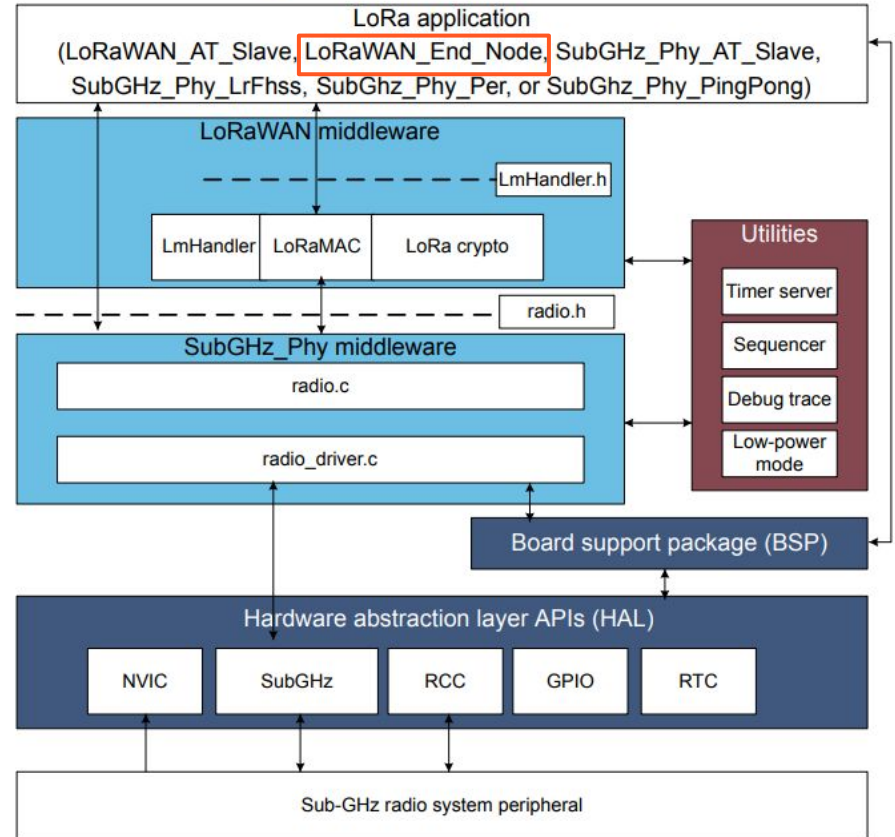 LoRa application
(LoRaWAN_AT_Slave, LoRaWAN_End_Node, SubGHz_Phy_AT_Slave,
SubGHz_Phy_LrFhss, SubGhz_Phy_Per, or SubGhz_Phy_PingPong)
LoRaWAN middleware
LmHandler.h
LmHandler
LoRaMAC
LoRa crypto
radio.h
SubGHz_Phy middleware
radio.c
radio_driver.c
Utilities
Timer server
Sequencer
Debug trace
Low-power
mode
Board support package (BSP)
Hardware abstraction layer APIs (HAL)
NVIC
SubGHz
RCC
GPIO
RTC
Sub-GHz radio system peripheral